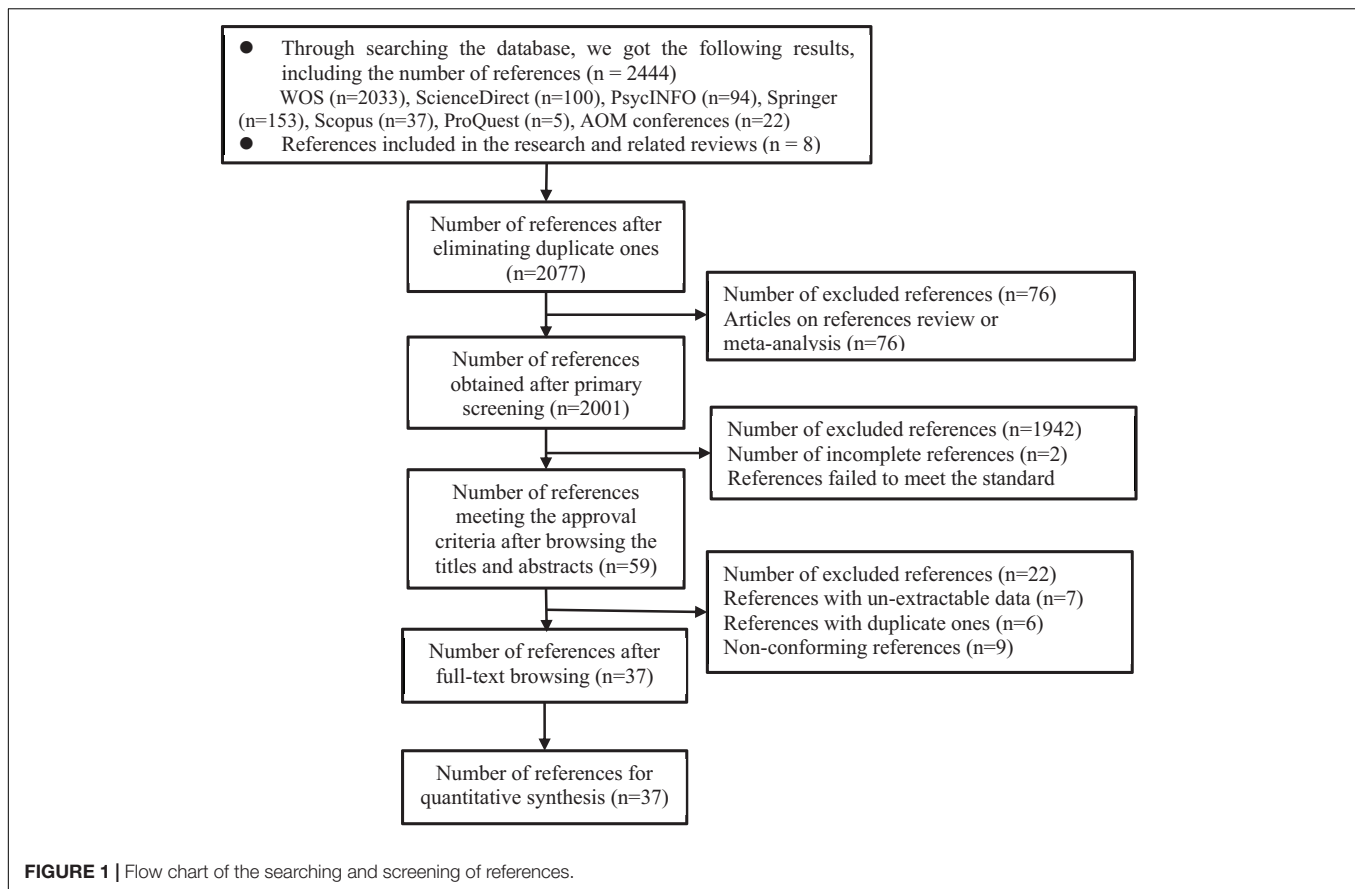 ● Through searching the database, we got the following results,
including the number of references (n = 2444)
WOS (n=2033), ScienceDirect (n=100), PsycINFO (n=94), Springer
(n=153), Scopus (n=37), ProQuest (n=5), AOM conferences (n=22)
● References included in the research and related reviews (n = 8)
Number of references after
eliminating duplicate ones
(n=2077)
Number of excluded references (n=76)
Articles on references review or
meta-analysis (n=76)
Number of references
obtained after primary
screening (n=2001)
Number of excluded references (n=1942)
Number of incomplete references (n=2)
References failed to meet the standard
Number of references
meeting the approval
criteria after browsing the
titles and abstracts (n=59)
Number of excluded references (n=22)
References with un-extractable data (n=7)
References with duplicate ones (n=6)
Non-conforming references (n=9)
Number of references after
full-text browsing (n=37)
Number of references for
quantitative synthesis (n=37)
FIGURE 1 | Flow chart of the searching and screening of references.